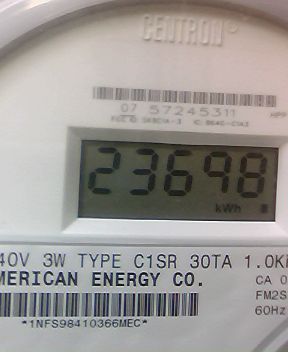 CENTRON®
07 57245311
23698
kWh
40V 3W TYPE C1SR 30TA 1.0K
MERICAN ENERGY CO.
CA 0
FM2S
60Hz
*1NFS98410366MEC*